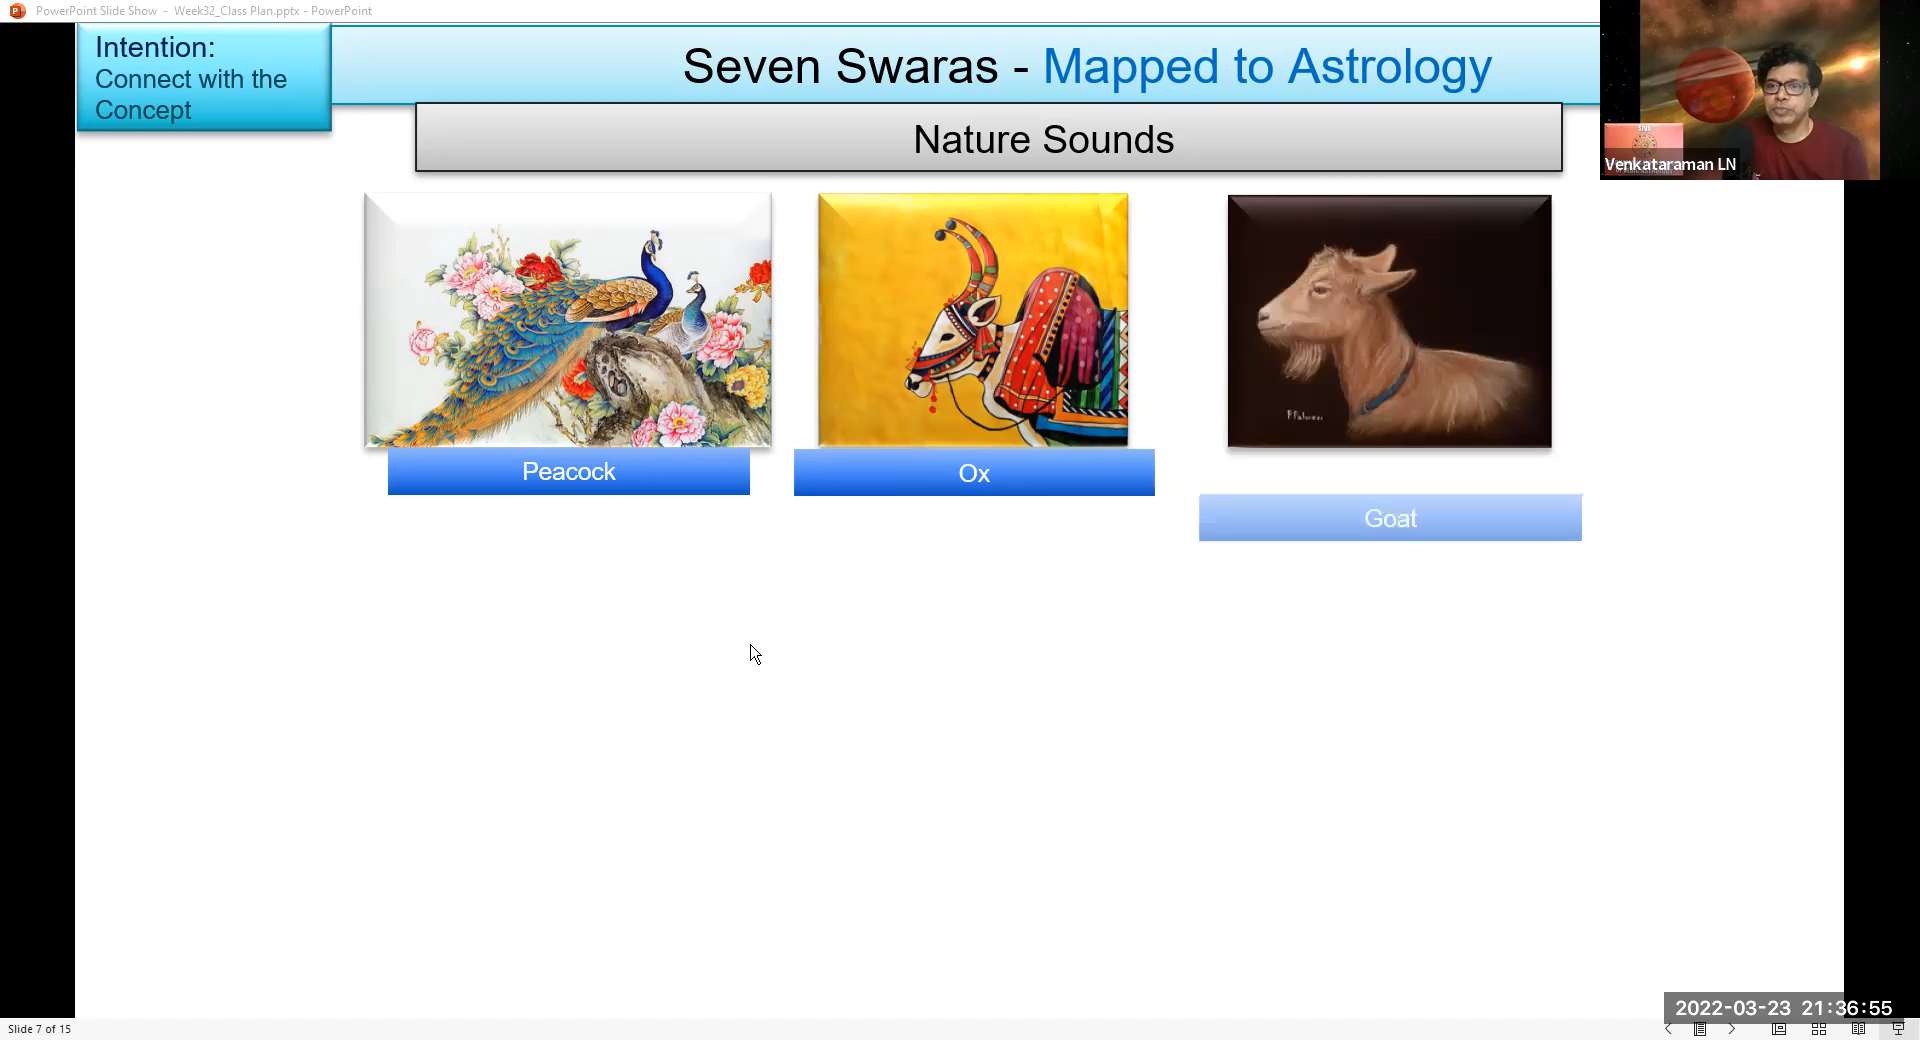 PowerPoint Slide Show - Week32_Class Plan.pptx - PowerPoint
Intention:
Connect with the
Concept
Seven Swaras - Mapped to Astrology
Nature Sounds
Venkataraman LN
Peacock
Ox
Goat
2022-03-23 21:36:55
Slide 7 of 15